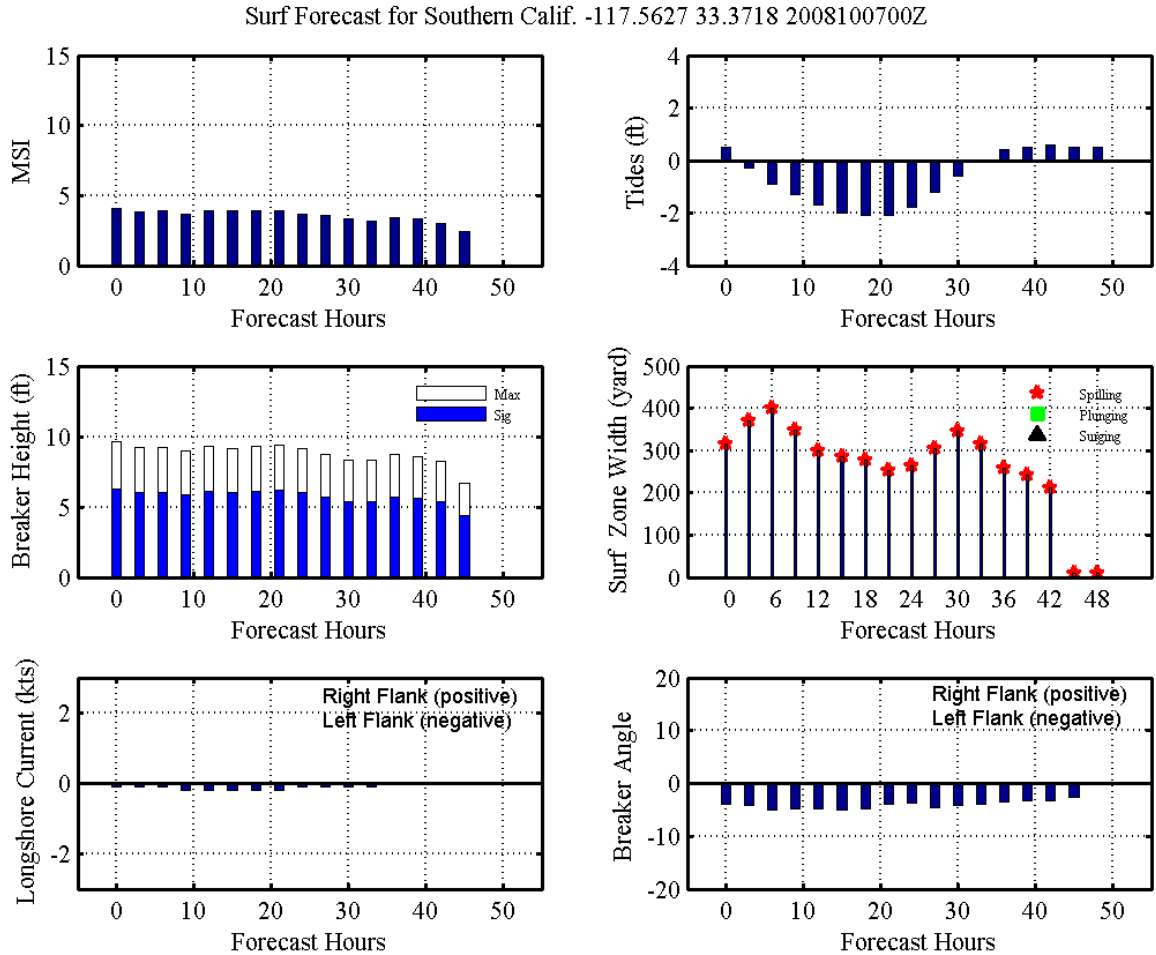 Surf Forecast for Southern Calif. -117.5627 33.3718 2008100700Z
15
10
5
0
MSI
0 10 20 30 40 50
Forecast Hours
4
2
0
-2
-4
Tides (ft)
0 10 20 30 40 50
Forecast Hours
15
10
5
0
Breaker Height (ft)
Max
Sig
0 10 20 30 40 50
Forecast Hours
500
400
300
200
100
0
Surf Zone Width (yard)
Spilling
Plunging
Surging
0 6 12 18 24 30 36 42 48
Forecast Hours
2
0
-2
Longshore Current (kts)
Right Flank (positive)
Left Flank (negative)
0 10 20 30 40 50
Forecast Hours
20
10
0
-10
-20
Breaker Angle
Right Flank (positive)
Left Flank (negative)
0 10 20 30 40 50
Forecast Hours